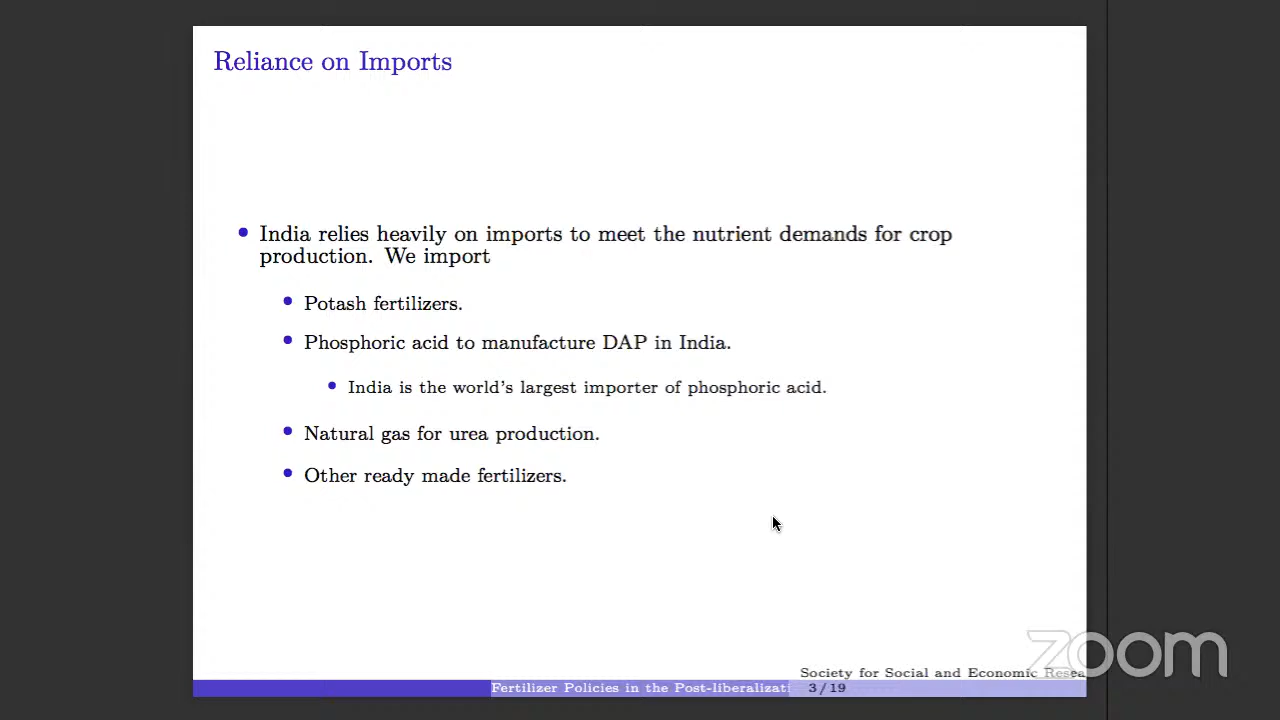 Reliance on Imports
India relies heavily on imports to meet the nutrient demands for crop
production. We import
Potash fertilizers.
Phosphoric acid to manufacture DAP in India.
India is the world's largest importer of phosphoric acid.
Natural gas for urea production.
Other ready made fertilizers.
Society for Social and Economic Resea
Fertilizer Policies in the Post-liberalizati 3/19
zoom